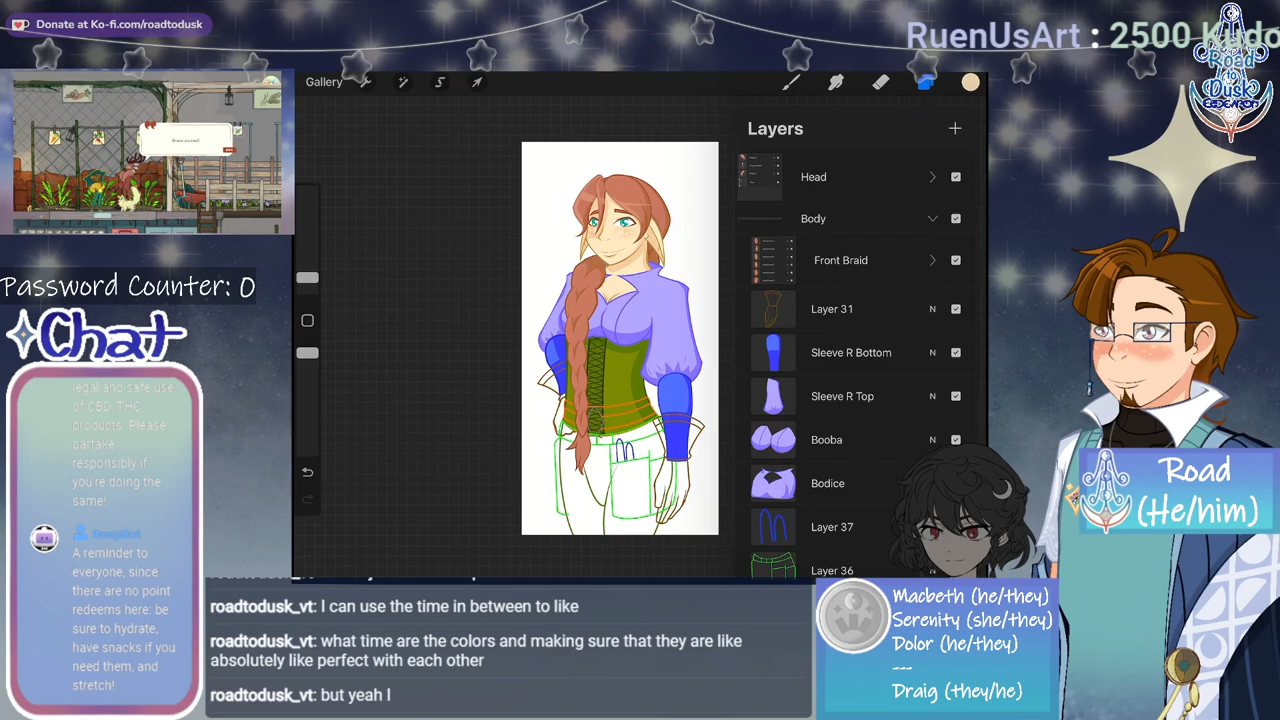 Donate at Ko-fi.com/roadtodusk
RuenUsArt : 2500 Kudo
Road
to
Dusk
Gallery
Layers
Head
Body
Front Braid
Layer 31
N
Sleeve R Bottom
N
Sleeve R Top
N
Booba
N
Bodice
Layer 37
Layer 36
Brace yourself.
Password Counter: 0
Chat
legal and safe use
of CBD/THC
products. Please
partake
responsibly if
you're doing the
same!
A reminder to
everyone, since
there are no point
redeems here: be
sure to hydrate,
have snacks if you
need them, and
stretch!
roadtodusk_vt: I can use the time in between to like
roadtodusk_vt: what time are the colors and making sure that they are like
absolutely like perfect with each other
roadtodusk_vt: but yeah I
Road
(He/him)
Macbeth (he/they)
Serenity (she/they)
Dolor (he/they)
---
Draig (they/he)